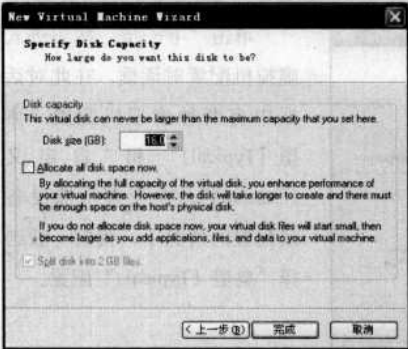 New Virtual Machine Wizard
Specify Disk Capacity
How large do you want this disk to be?
Disk capacity
This virtual disk can never be larger than the maximum capacity that you set here.
Disk size (GB): 16.0
Allocate all disk space now.
By allocating the full capacity of the virtual disk, you enhance performance of
your virtual machine. However, the disk will take longer to create and there must
be enough space on the host's physical disk.
If you do not allocate disk space now, your virtual disk files will start small, then
become larger as you add applications, files, and data to your virtual machine.
Split disk into 2 GB files
< 上一步(B) 完成 取消